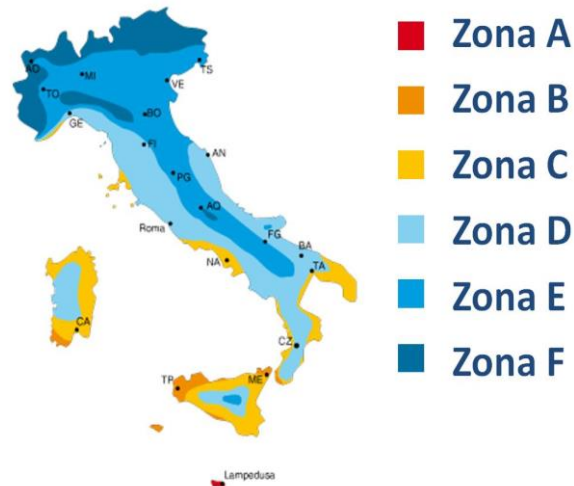 Zona A
Zona B
Zona C
Zona D
Zona E
Zona F
AO
MI
TS
TO
VE
GE
BO
FI
AN
PG
AQ
Roma
FG
BA
NA
TA
CA
CZ
TP
ME
Lampedusa